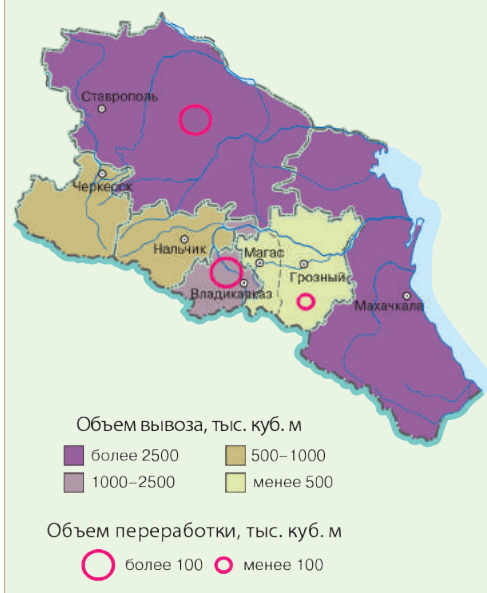 Ставрополь
Черкесск
Нальчик
Магас
Грозный
Владикавказ
Махачкала
Объем вывоза, тыс. куб. м
более 2500
500–1000
1000–2500
менее 500
Объем переработки, тыс. куб. м
более 100
менее 100